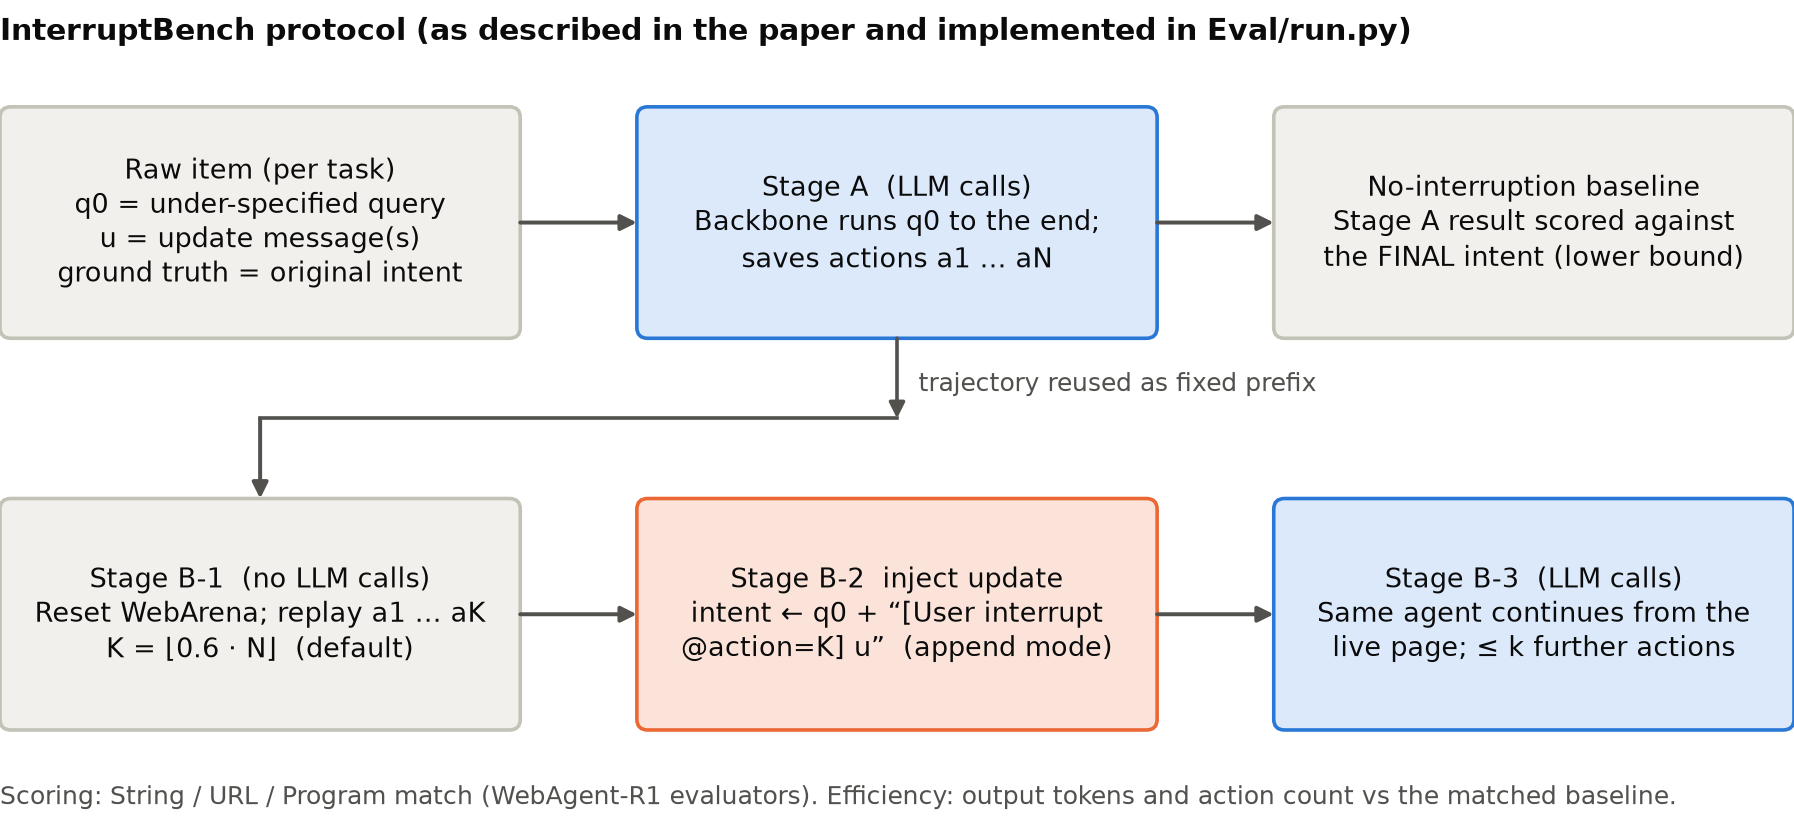 InterruptBench protocol (as described in the paper and implemented in Eval/run.py)
Raw item (per task)
q0 = under-specified query
u = update message(s)
ground truth = original intent
Stage A (LLM calls)
Backbone runs q0 to the end;
saves actions a1 … aN
No-interruption baseline
Stage A result scored against
the FINAL intent (lower bound)
trajectory reused as fixed prefix
Stage B-1 (no LLM calls)
Reset WebArena; replay a1 … aK
K = ⌊0.6 · N⌋ (default)
Stage B-2 inject update
intent ← q0 + “[User interrupt
@action=K] u” (append mode)
Stage B-3 (LLM calls)
Same agent continues from the
live page; ≤ k further actions
Scoring: String / URL / Program match (WebAgent-R1 evaluators). Efficiency: output tokens and action count vs the matched baseline.